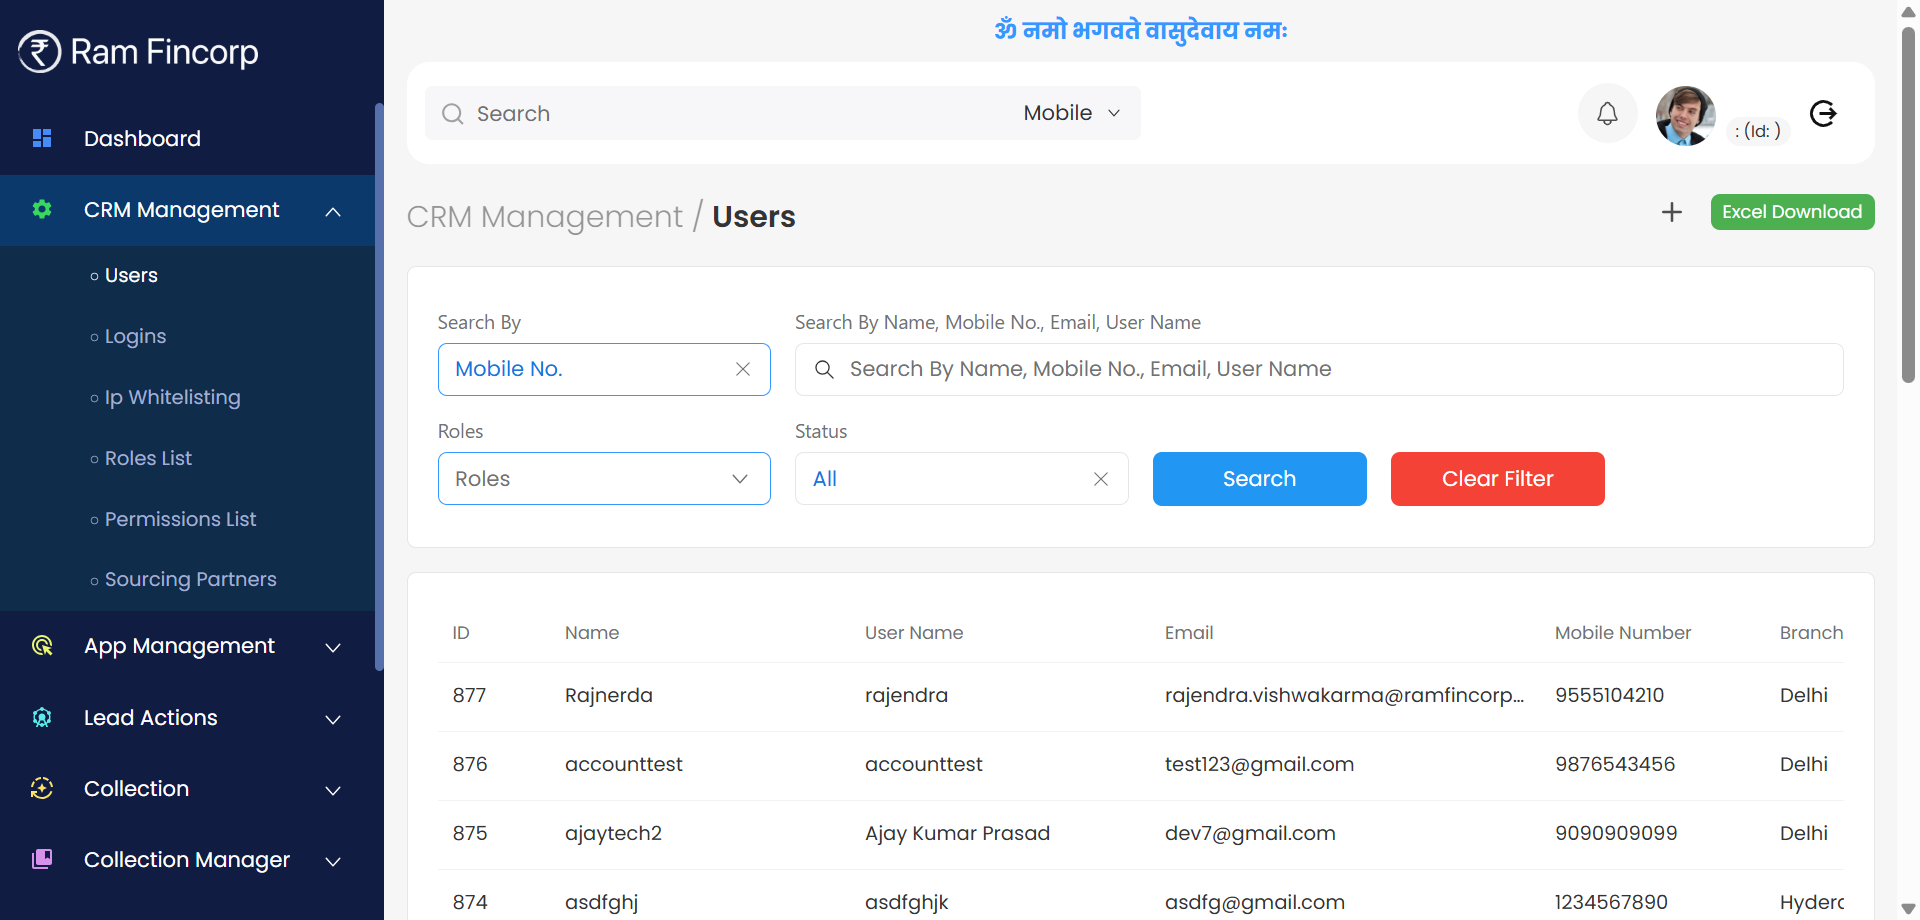 Ram Fincorp
Dashboard
CRM Management
Users
Logins
Ip Whitelisting
Roles List
Permissions List
Sourcing Partners
App Management
Lead Actions
Collection
Collection Manager
ॐ नमो भगवते वासुदेवाय नमः
Search Mobile
: (Id: )
CRM Management / Users
Excel Download
Search By Search By Name, Mobile No., Email, User Name
Mobile No. Search By Name, Mobile No., Email, User Name
Roles Status
Roles All Search Clear Filter
ID Name User Name Email Mobile Number Branch
877 Rajnerda rajendra rajendra.vishwakarma@ramfincorp... 9555104210 Delhi
876 accounttest accounttest test123@gmail.com 9876543456 Delhi
875 ajaytech2 Ajay Kumar Prasad dev7@gmail.com 9090909099 Delhi
874 asdfghj asdfghjk asdfg@gmail.com 1234567890